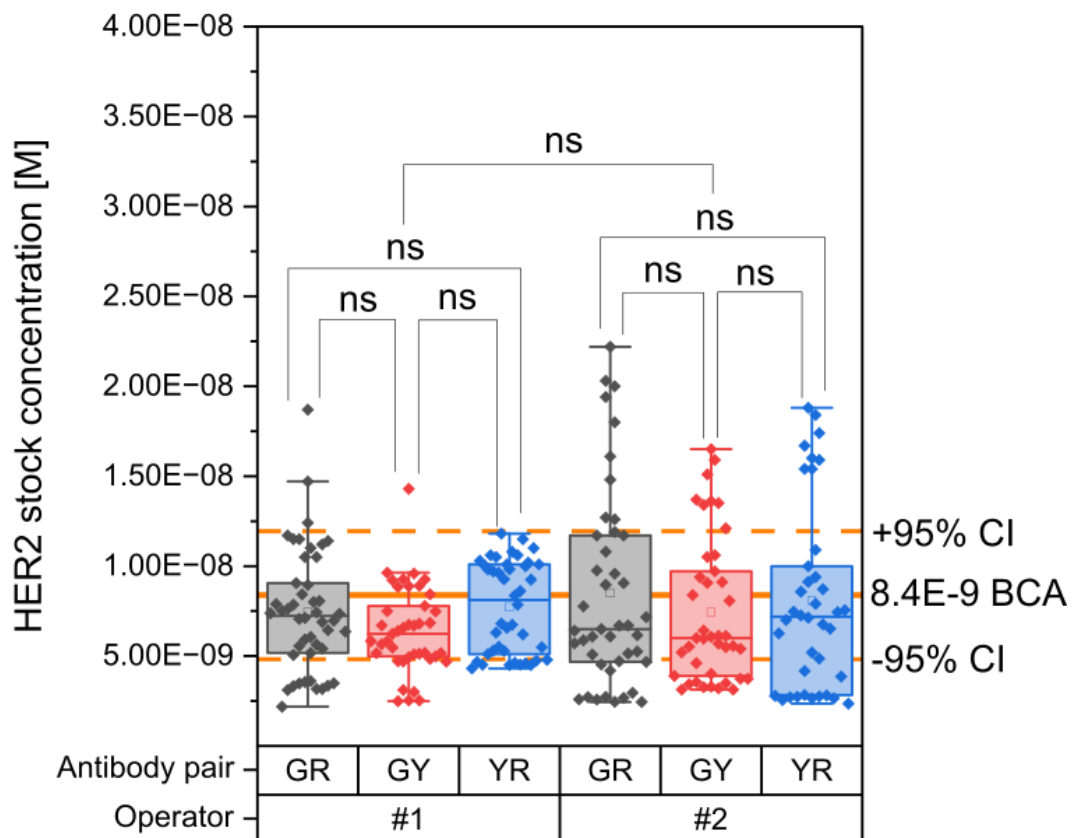 HER2 stock concentration [M]
4.00E−08
3.50E−08
3.00E−08
2.50E−08
2.00E−08
1.50E−08
1.00E−08
5.00E−09
ns
ns
ns
ns
ns
ns
ns
+95% CI
8.4E-9 BCA
-95% CI
Antibody pair GR GY YR GR GY YR
Operator #1 #2